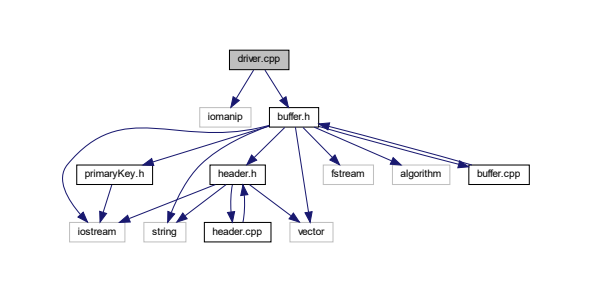 driver.cpp
iomanip
buffer.h
primaryKey.h
header.h
fstream
algorithm
buffer.cpp
iostream
string
header.cpp
vector